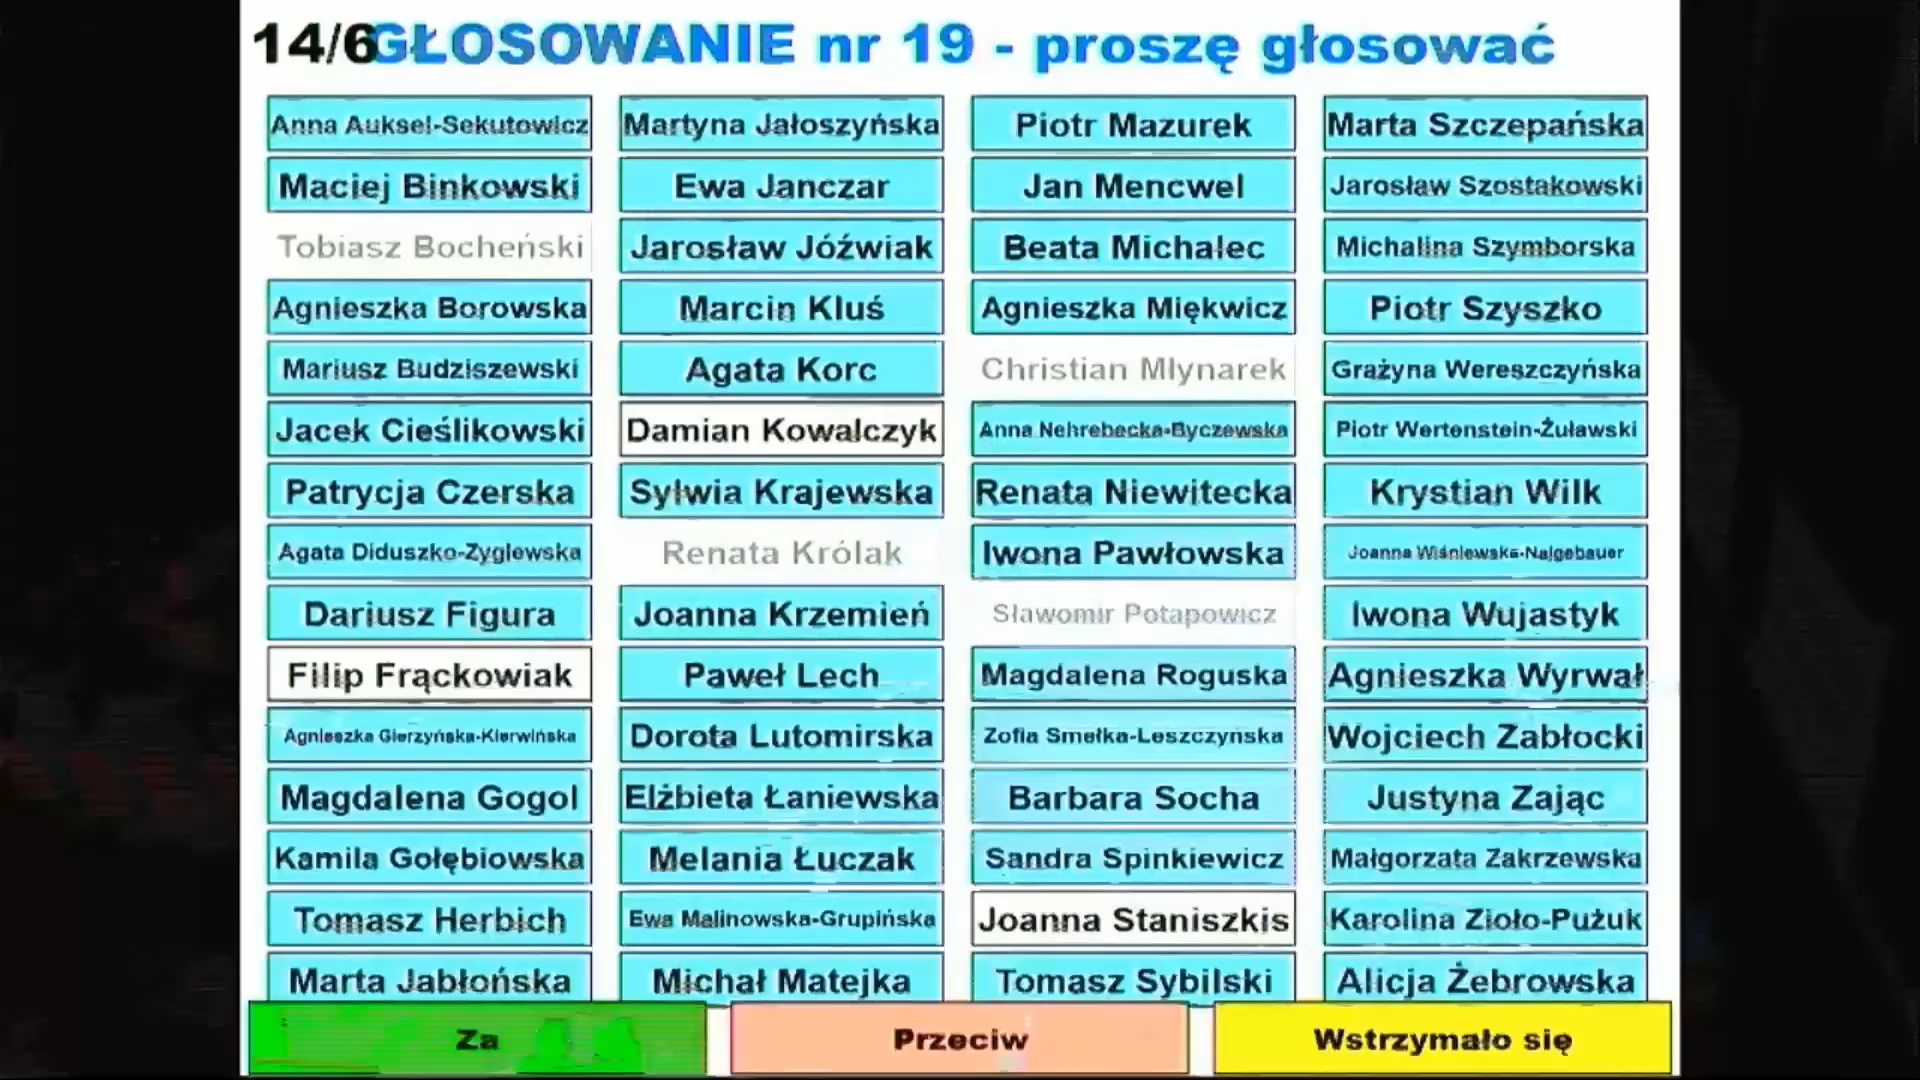 14/6 GŁOSOWANIE nr 19 - proszę głosować
Anna Auksel-Sekutowicz
Maciej Binkowski
Tobiasz Bocheński
Agnieszka Borowska
Mariusz Budziszewski
Jacek Cieślikowski
Patrycja Czerska
Agata Diduszko-Zyglewska
Dariusz Figura
Filip Frąckowiak
Agnieszka Gierzyńska-Kierwińska
Magdalena Gogol
Kamila Gołębiowska
Tomasz Herbich
Marta Jabłońska
Martyna Jałoszyńska
Ewa Janczar
Jarosław Jóźwiak
Marcin Kluś
Agata Korc
Damian Kowalczyk
Sylwia Krajewska
Renata Królak
Joanna Krzemień
Paweł Lech
Dorota Lutomirska
Elżbieta Łaniewska
Melania Łuczak
Ewa Malinowska-Grupińska
Michał Matejka
Piotr Mazurek
Jan Mencwel
Beata Michalec
Agnieszka Miękwicz
Christian Młynarek
Anna Nehrebecka-Byczewska
Renata Niewitecka
Iwona Pawłowska
Sławomir Potapowicz
Magdalena Roguska
Zofia Smełka-Leszczyńska
Barbara Socha
Sandra Spinkiewicz
Joanna Staniszkis
Tomasz Sybilski
Marta Szczepańska
Jarosław Szostakowski
Michalina Szymborska
Piotr Szyszko
Grażyna Wereszczyńska
Piotr Wertenstein-Żuławski
Krystian Wilk
Joanna Wiśniewska-Najgebauer
Iwona Wujastyk
Agnieszka Wyrwał
Wojciech Zabłocki
Justyna Zając
Małgorzata Zakrzewska
Karolina Zioło-Pużuk
Alicja Żebrowska
Za
Przeciw
Wstrzymało się